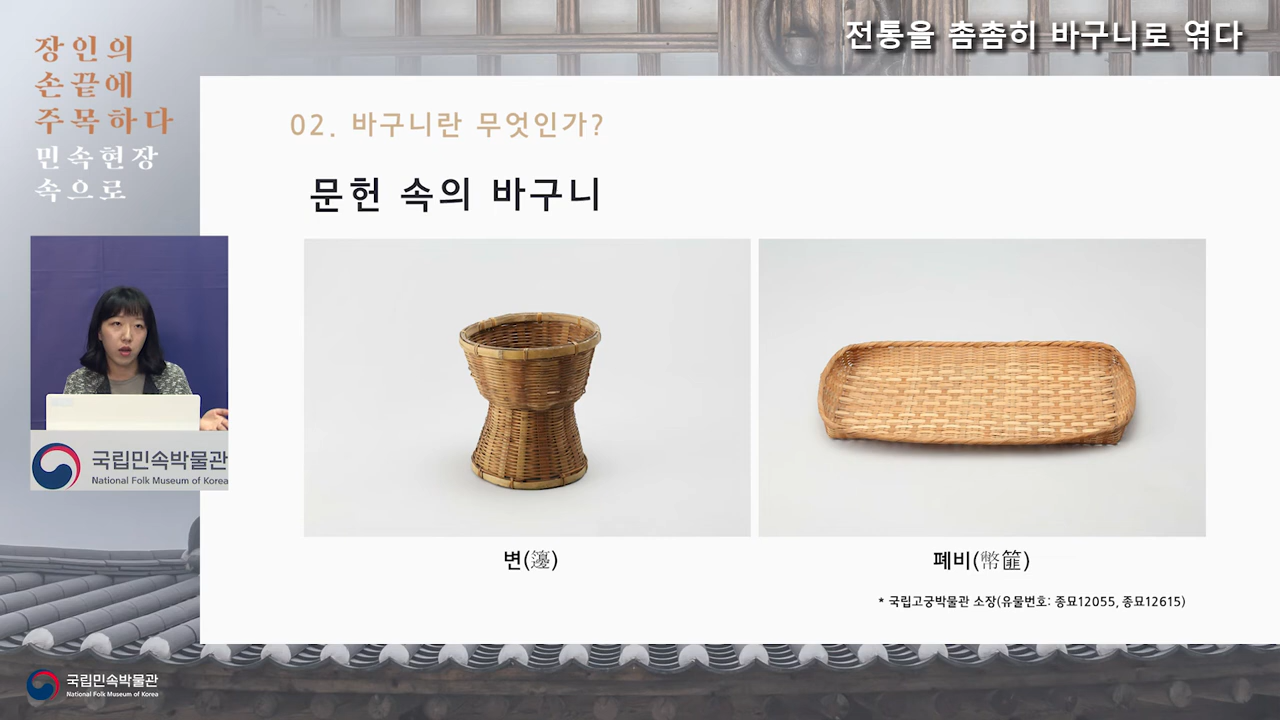 장인의
손끝에
주목하다
민속현장
속으로
전통을 촘촘히 바구니로 엮다
02. 바구니란 무엇인가?
문헌 속의 바구니
국립민속박물관
National Folk Museum of Korea
변(籩)
폐비(幣篚)
* 국립고궁박물관 소장(유물번호: 종묘12055, 종묘12615)
국립민속박물관
National Folk Museum of Korea